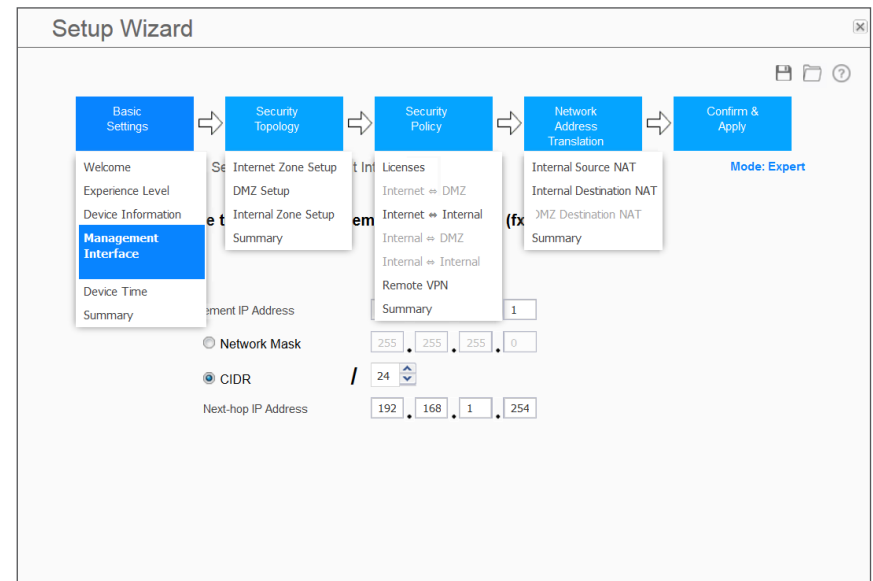 Setup Wizard
Basic
Settings
Security
Topology
Security
Policy
Network
Address
Translation
Confirm &
Apply
Mode: Expert
Welcome
Experience Level
Device Information
Management
Interface
Device Time
Summary
Internet Zone Setup
DMZ Setup
Internal Zone Setup
Summary
Licenses
Internet ⇔ DMZ
Internet ⇔ Internal
Internal ⇔ DMZ
Internal ⇔ Internal
Remote VPN
Summary
Internal Source NAT
Internal Destination NAT
DMZ Destination NAT
Summary
IP Address 1
Network Mask 255 . 255 . 255 . 0
CIDR / 24
Next-hop IP Address 192 . 168 . 1 . 254